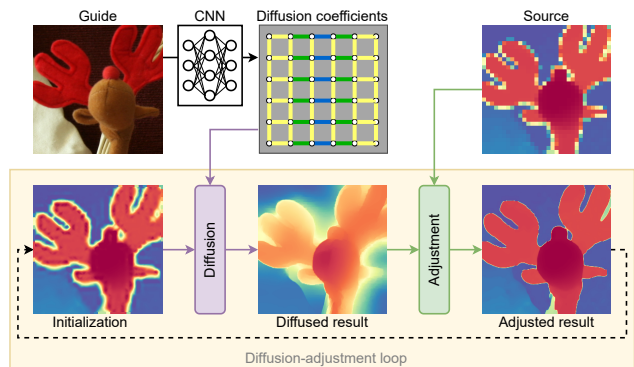 Guide
CNN
Diffusion coefficients
Source
Diffusion
Adjustment
Initialization
Diffused result
Adjusted result
Diffusion-adjustment loop